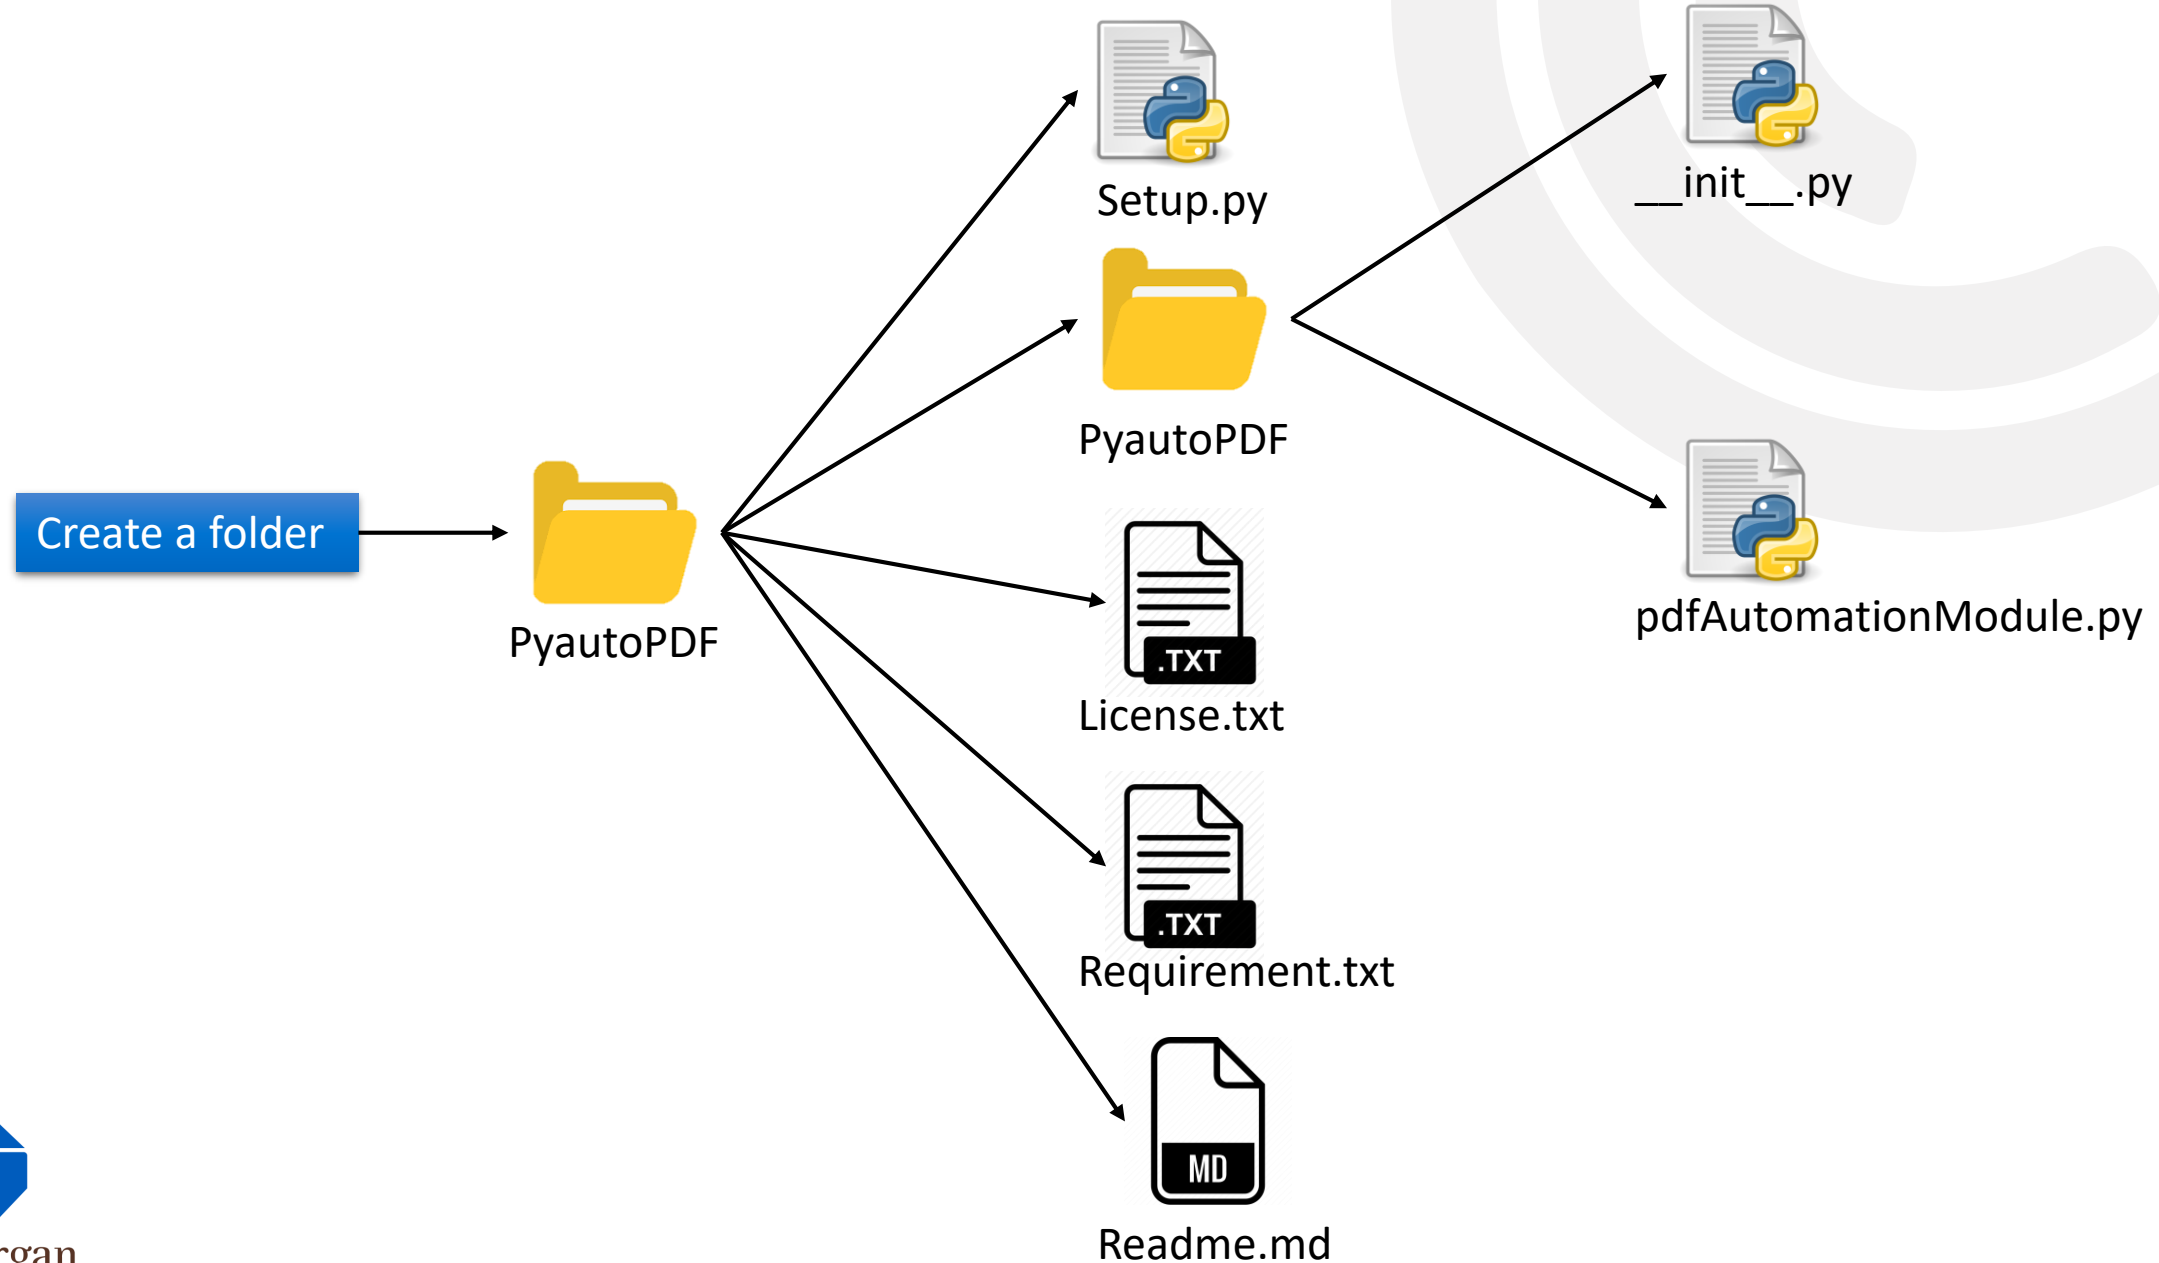 Setup.py
__init__.py
PyautoPDF
Create a folder
PyautoPDF
.TXT
pdfAutomationModule.py
License.txt
.TXT
Requirement.txt
MD
Readme.md